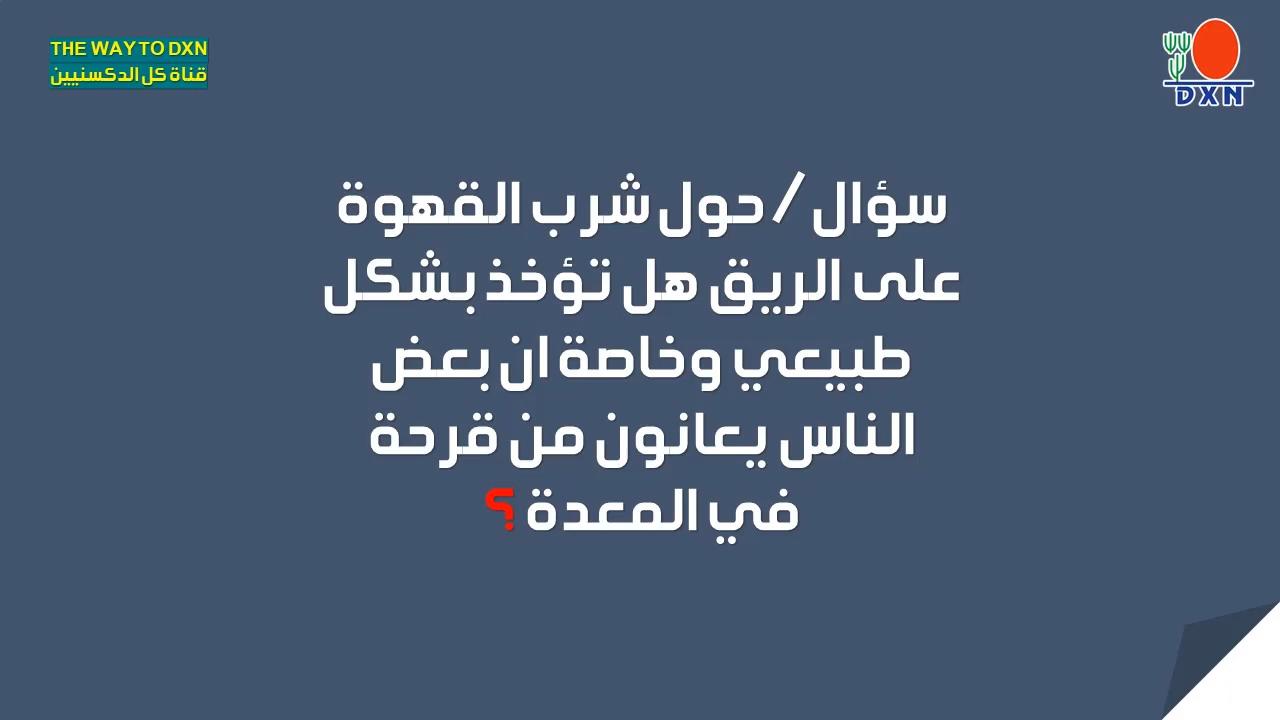 THE WAY TO DXN
قناة كل الدكسنيين
DXN
سؤال / حول شرب القهوة
على الريق هل تؤخذ بشكل
طبيعي وخاصة ان بعض
الناس يعانون من قرحة
في المعدة ؟